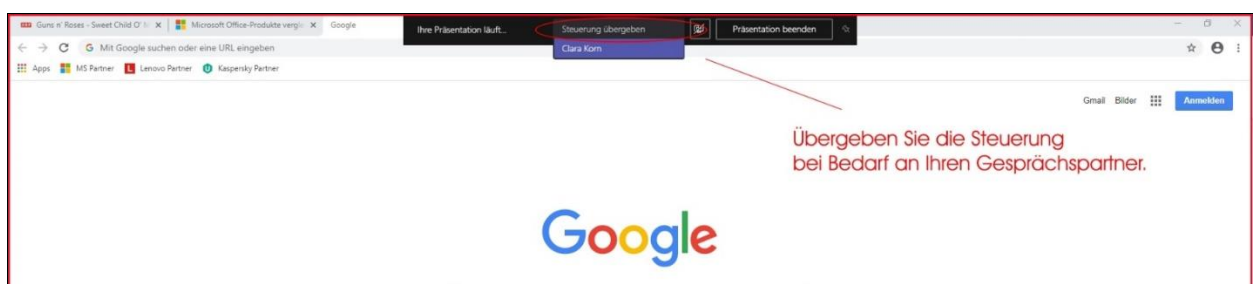 Guns n' Roses - Sweet Child O'
Microsoft Office-Produkte vergle
Google
Ihre Präsentation läuft...
Steuerung übergeben
Präsentation beenden
Mit Google suchen oder eine URL eingeben
Clara Korn
Apps
MS Partner
Lenovo Partner
Kaspersky Partner
Gmail
Bilder
Anmelden
Übergeben Sie die Steuerung
bei Bedarf an Ihren Gesprächspartner.
Google